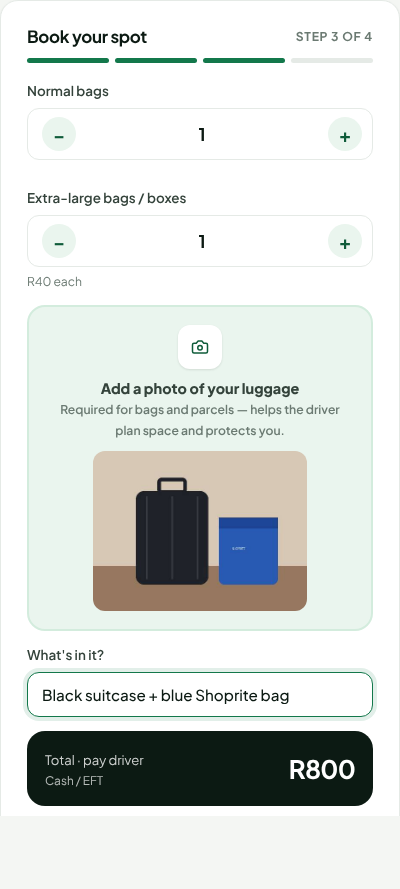 Book your spot
STEP 3 OF 4
Normal bags
− 1 +
Extra-large bags / boxes
− 1 +
R40 each
Add a photo of your luggage
Required for bags and parcels — helps the driver
plan space and protects you.
What's in it?
Black suitcase + blue Shoprite bag
Total · pay driver
Cash / EFT
R800